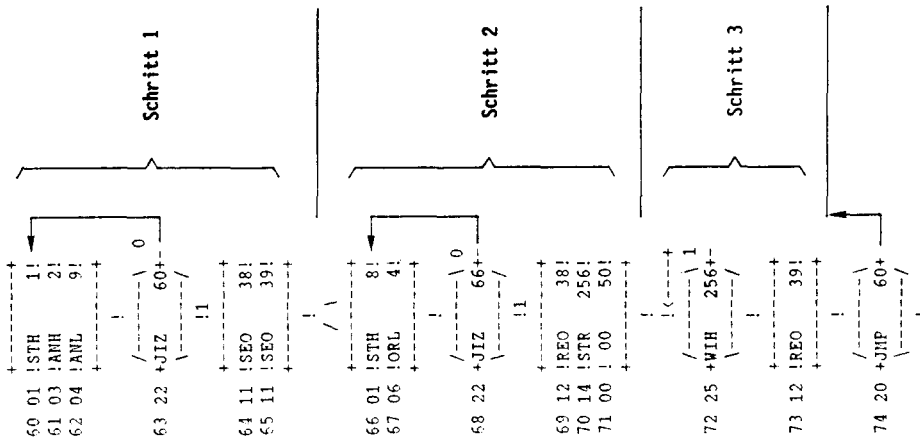 60 01 !STH 1!
61 03 !ANH 2!
62 04 !ANL 9!
Schritt 1
63 22 +JIZ 60+- 0
!1
64 11 !SEO 38!
65 11 !SEO 39!
66 01 !STH 8!
67 06 !ORL 4!
68 22 +JIZ 66+- 0
Schritt 2
!1
69 12 !REO 38!
70 14 !STR 256!
71 00 ! 00 50!
72 25 +WIH 256+- 1
Schritt 3
73 12 !REO 39!
74 20 +JMP 60+-